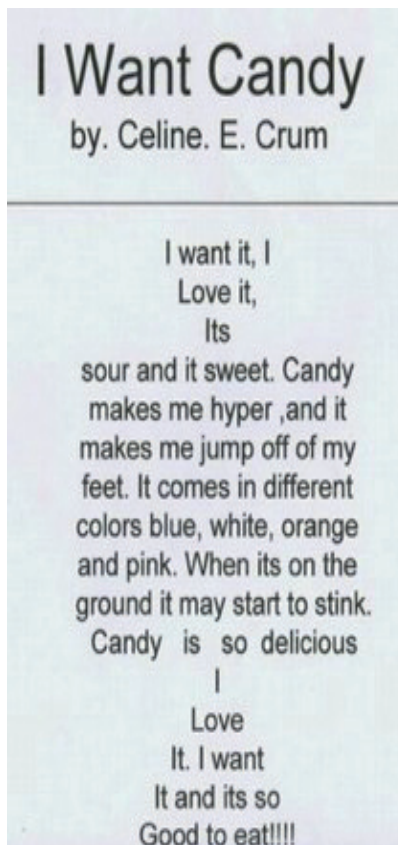 I Want Candy
by. Celine. E. Crum
I want it, I
Love it,
Its
sour and it sweet. Candy
makes me hyper ,and it
makes me jump off of my
feet. It comes in different
colors blue, white, orange
and pink. When its on the
ground it may start to stink.
Candy is so delicious
I
Love
It. I want
It and its so
Good to eat!!!!